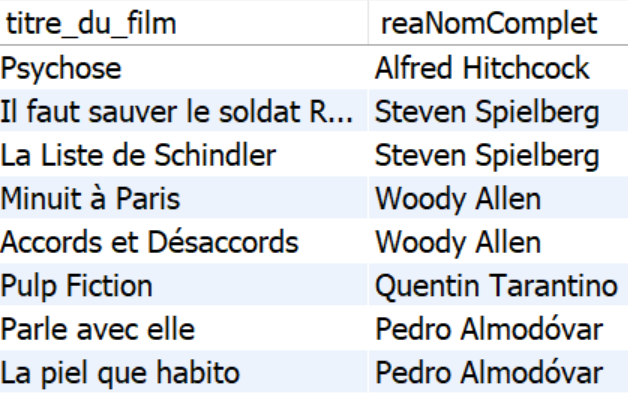 titre_du_film reaNomComplet
Psychose Alfred Hitchcock
Il faut sauver le soldat R... Steven Spielberg
La Liste de Schindler Steven Spielberg
Minuit à Paris Woody Allen
Accords et Désaccords Woody Allen
Pulp Fiction Quentin Tarantino
Parle avec elle Pedro Almodóvar
La piel que habito Pedro Almodóvar